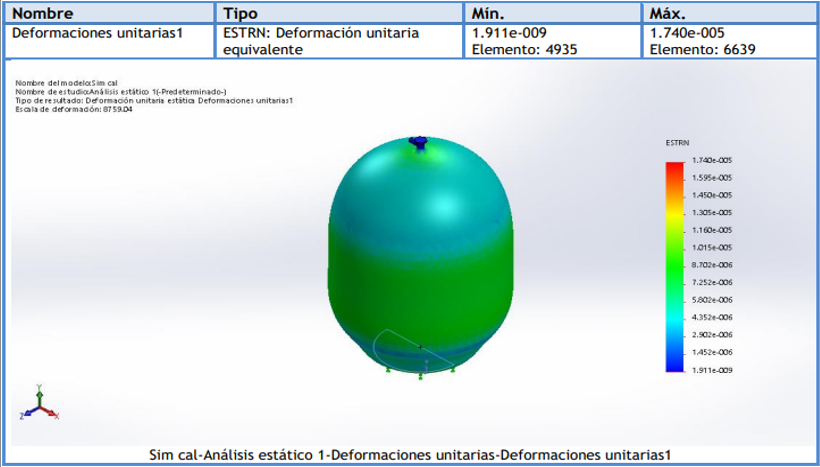 Nombre Tipo Mín. Máx.
Deformaciones unitarias1 ESTRN: Deformación unitaria equivalente 1.911e-009 1.740e-005
Elemento: 4935 Elemento: 6639
Nombre del modelo:Sim cal
Nombre de estudio:Análisis estático 1(-Predeterminado-)
Tipo de resultado: Deformación unitaria estática Deformaciones unitarias1
Escala de deformación: 8759.04
ESTRN
1.740e-005
1.595e-005
1.450e-005
1.305e-005
1.160e-005
1.015e-005
8.702e-006
7.252e-006
5.802e-006
4.352e-006
2.902e-006
1.452e-006
1.911e-009
Y
Z X
Sim cal-Análisis estático 1-Deformaciones unitarias-Deformaciones unitarias1